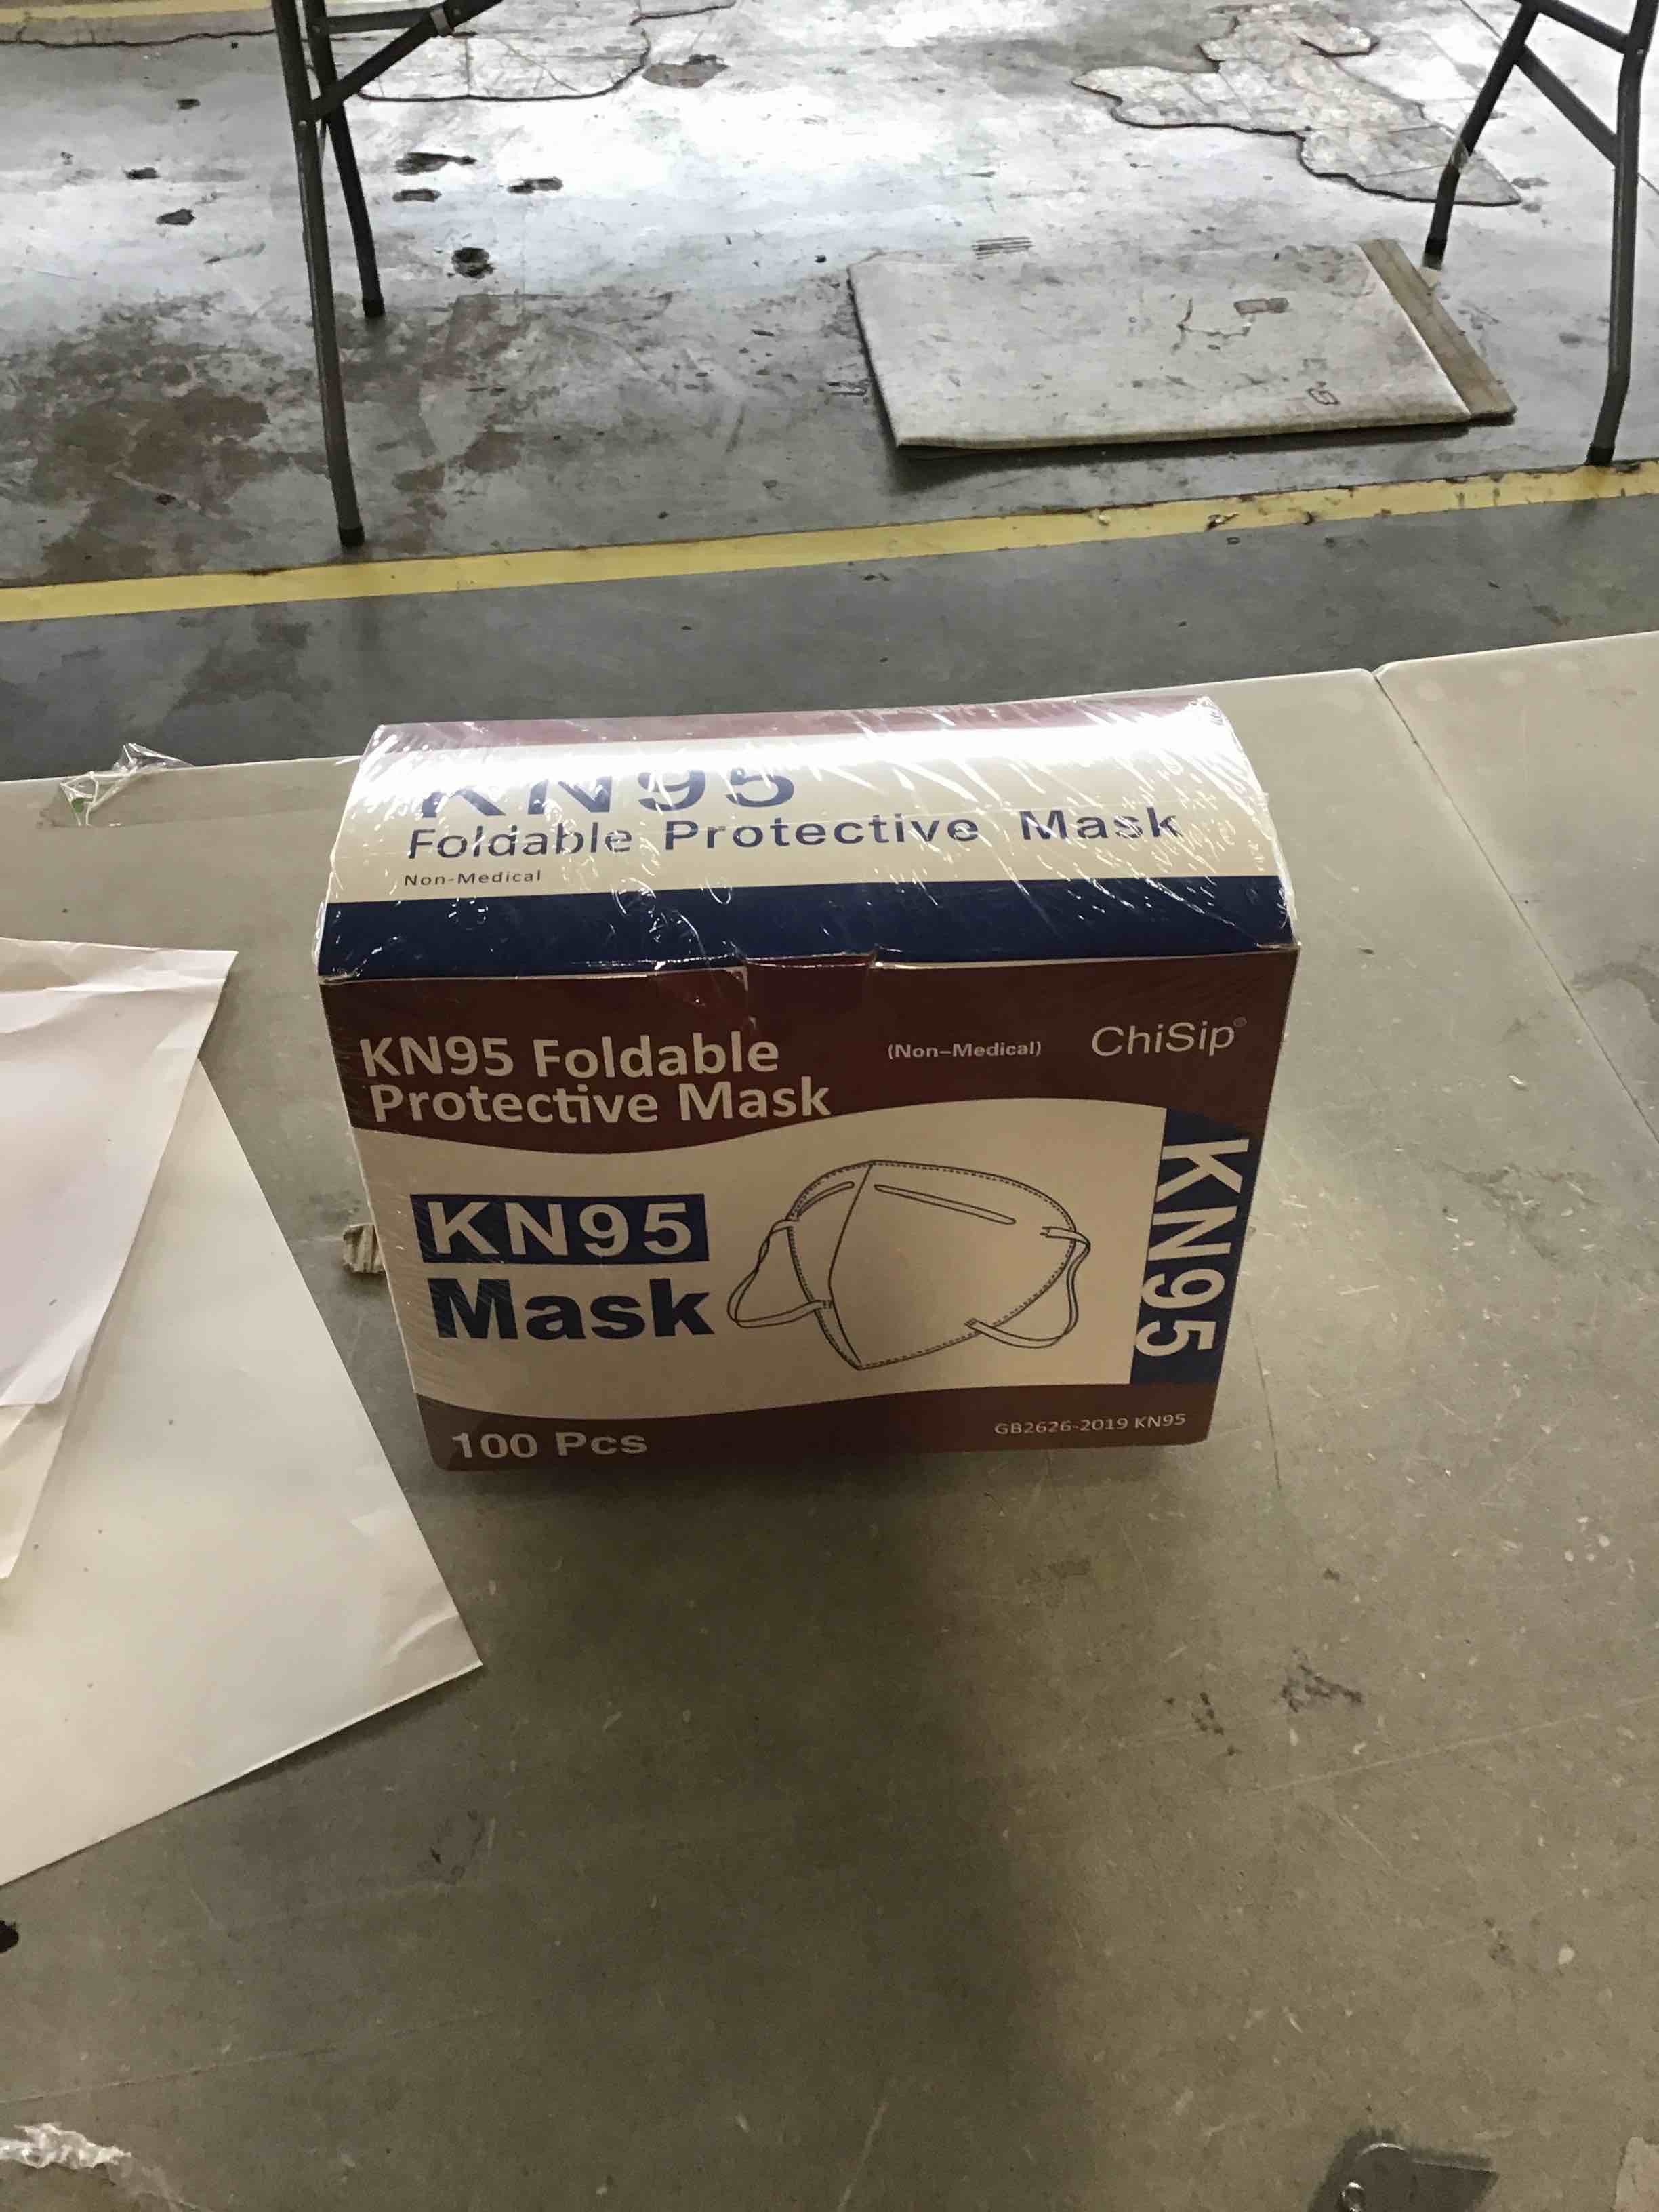 KN95
Foldable Protective Mask
Non-Medical
KN95 Foldable
Protective Mask
(Non-Medical)
ChiSip®
KN95
Mask
KN95
100 Pcs
GB2626-2019 KN95